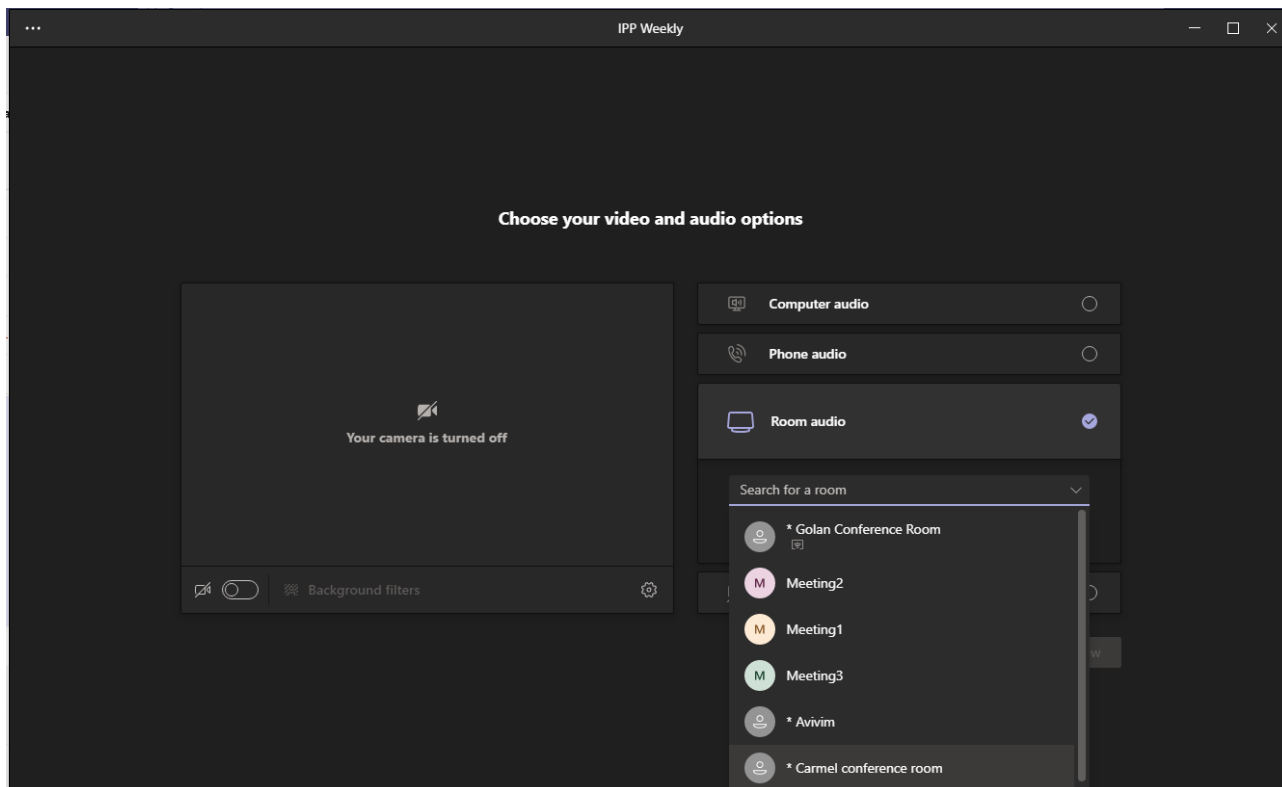 IPP Weekly
Choose your video and audio options
Your camera is turned off
Background filters
Computer audio
Phone audio
Room audio
Search for a room
* Golan Conference Room
M Meeting2
M Meeting1
M Meeting3
* Avivim
* Carmel conference room